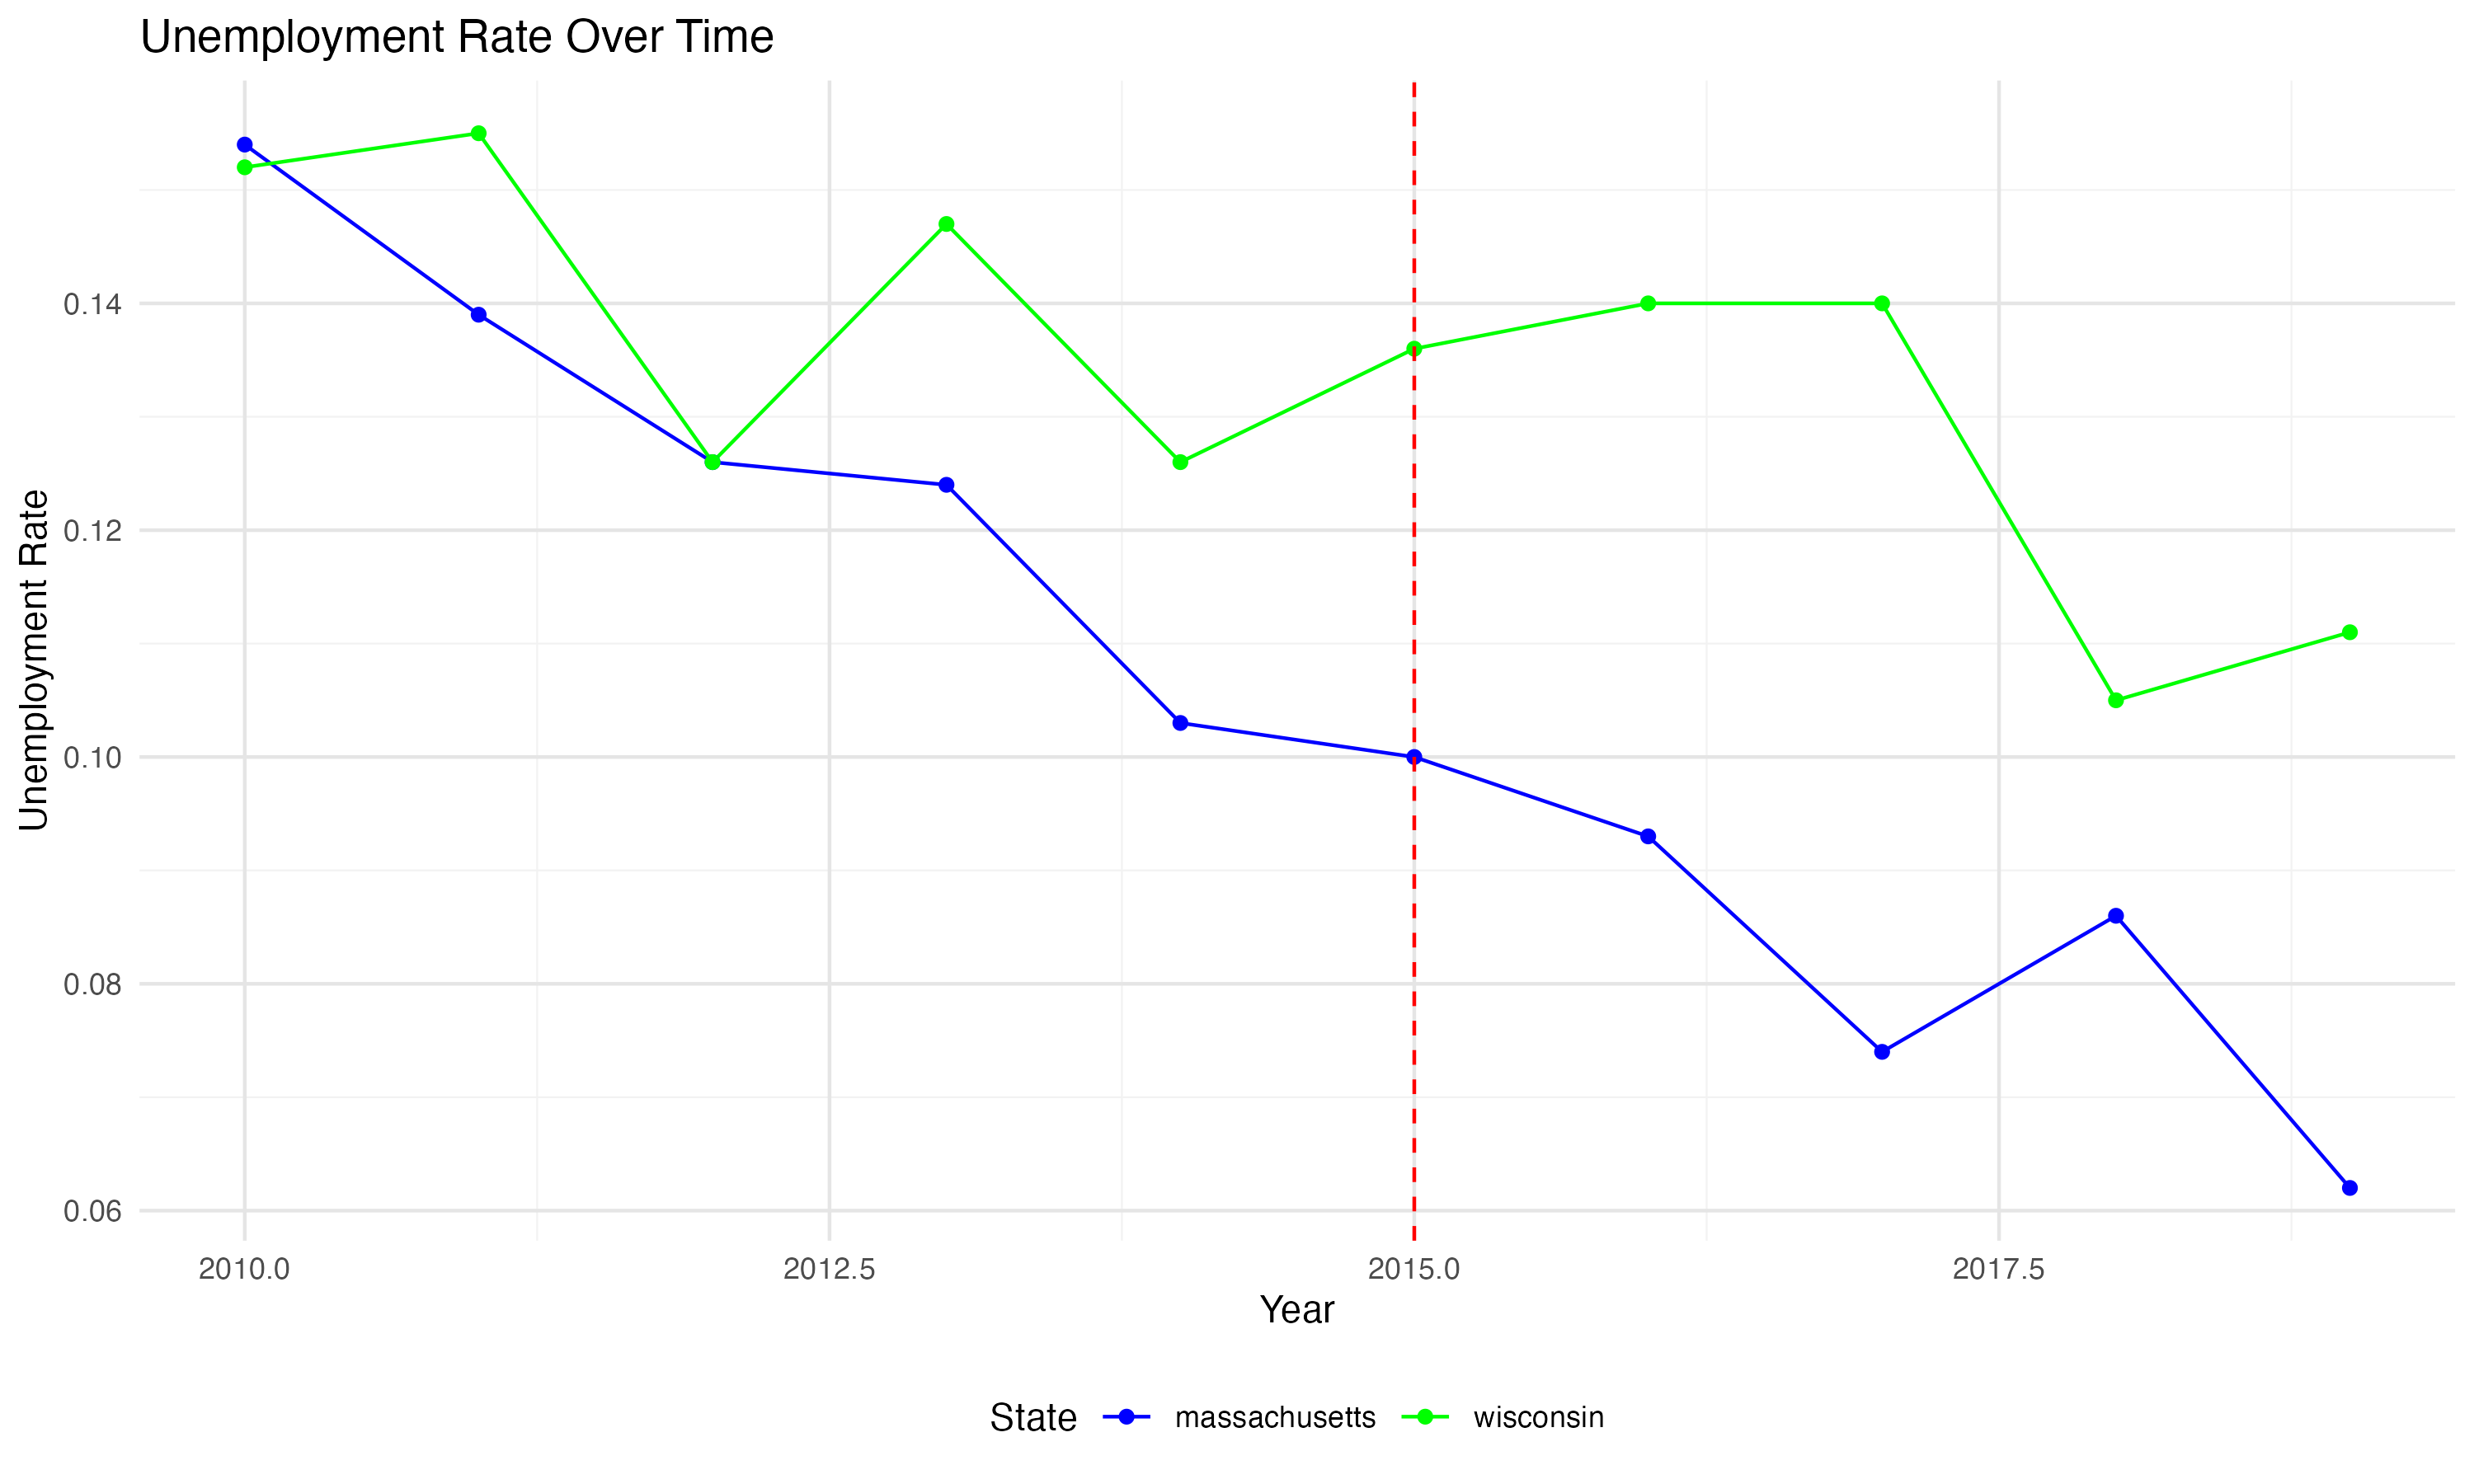 Unemployment Rate Over Time
Unemployment Rate
0.14
0.12
0.10
0.08
0.06
2010.0 2012.5 2015.0 2017.5
Year
State massachusetts wisconsin